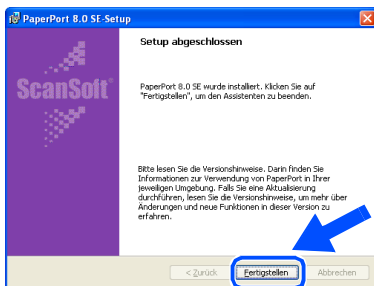 PaperPort 8.0 SE-Setup
Setup abgeschlossen
ScanSoft®
PaperPort 8.0 SE wurde installiert. Klicken Sie auf
"Fertigstellen", um den Assistenten zu beenden.
Bitte lesen Sie die Versionshinweise. Darin finden Sie
Informationen zur Verwendung von PaperPort in Ihrer
jeweiligen Umgebung. Falls Sie eine Aktualisierung
durchführen, lesen Sie die Versionshinweise, um mehr über
Änderungen und neue Funktionen in dieser Version zu
erfahren.
< Zurück Fertigstellen Abbrechen